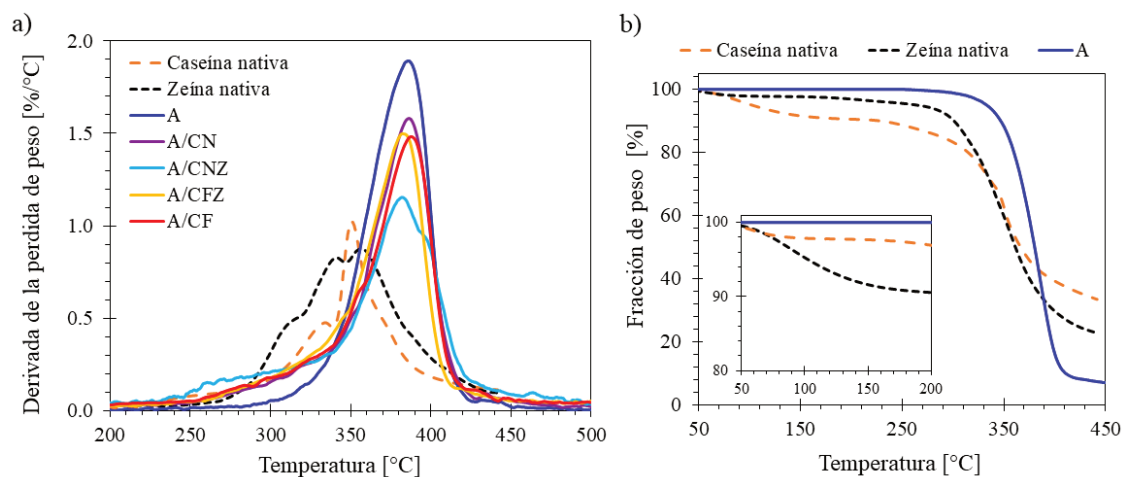 a)
Derivada de la perdida de peso [%/°C]
2.0
1.5
1.0
0.5
0.0
Caseína nativa
Zeína nativa
A
A/CN
A/CNZ
A/CFZ
A/CF
200 250 300 350 400 450 500
Temperatura [°C]
b)
Caseína nativa Zeína nativa A
Fracción de peso [%]
100
80
60
40
20
0
100
90
80
50 100 150 200
50 150 250 350 450
Temperatura [°C]